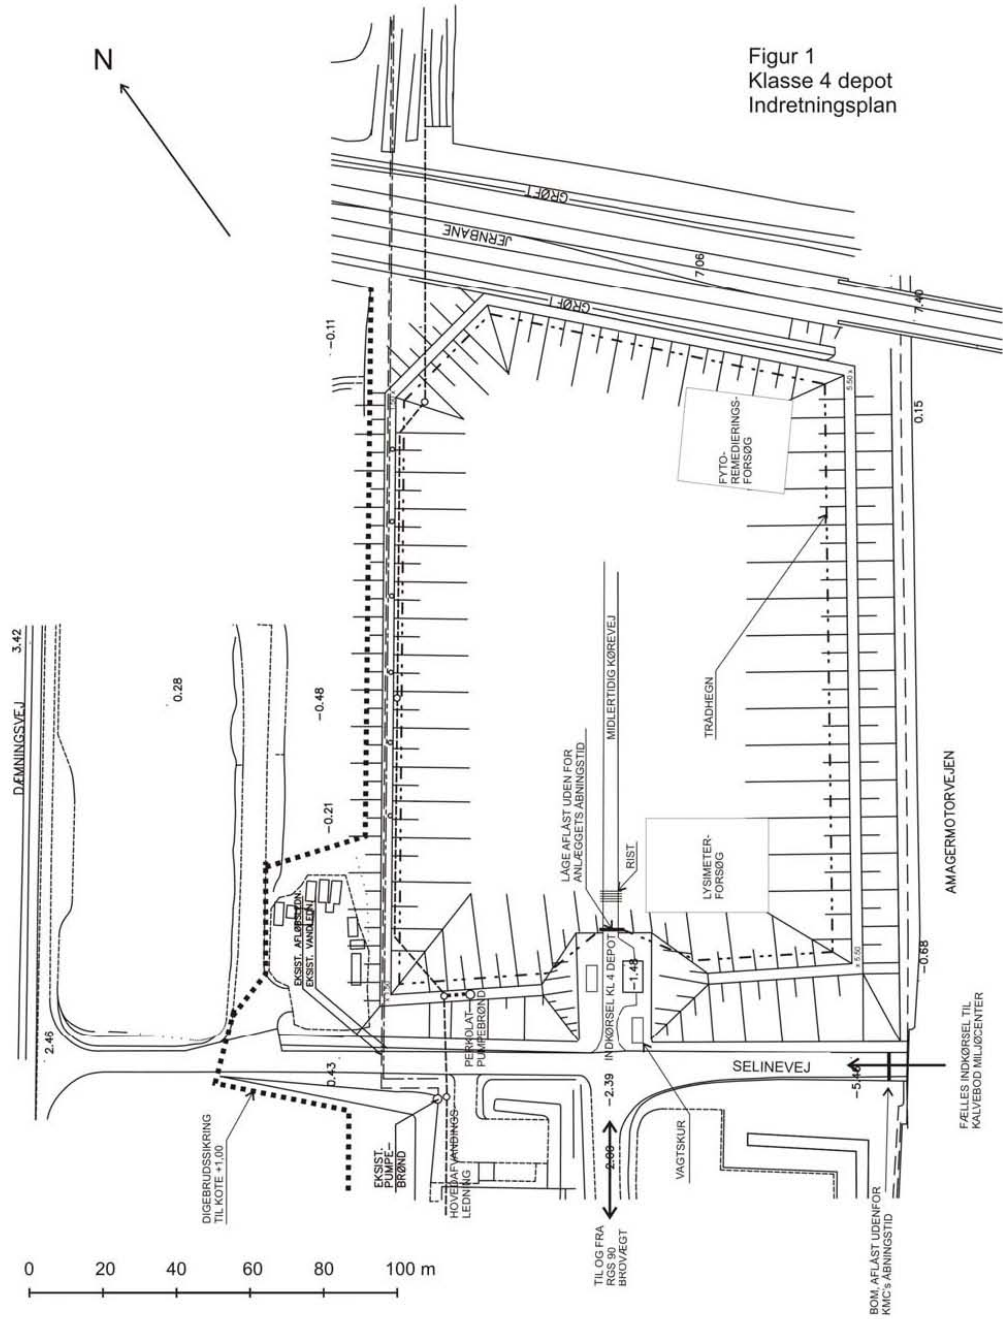 Figur 1
Klasse 4 depot
Indretningsplan
N
GRØFT
JERNBANE
7.06
GRØFT
7.40
-0.11
5.50 x
0.15
FYTO-
REMEDIERINGS-
FORSØG
DÆMNINGSVEJ
3.42
0.28
-0.48
-0.21
MIDLERTIDIG KØREVEJ
TRÅDHEGN
LÅGE AFLÅST UDEN FOR
ANLÆGGETS ÅBNINGSTID
RIST
LYSIMETER-
FORSØG
AMAGERMOTORVEJEN
EKSIST. AFLØBSLEDN.
EKSIST. VANDLEDN.
x 5.50
-0.68
2.46
0.43
PERKOLAT-
PUMPEBRØND
INDKØRSEL KL 4 DEPOT
-1.48
-2.39
SELINEVEJ
FÆLLES INDKØRSEL TIL
KALVEBOD MILJØCENTER
DIGEBRUDSSIKRING
TIL KOTE +1,00
EKSIST.
PUMPE-
BRØND
HOVEDAFVANDINGS
LEDNING
2.00
VAGTSKUR
TIL OG FRA
RGS 90
BROVÆGT
BOM, AFLÅST UDENFOR
KMC's ÅBNINGSTID
0 20 40 60 80 100 m